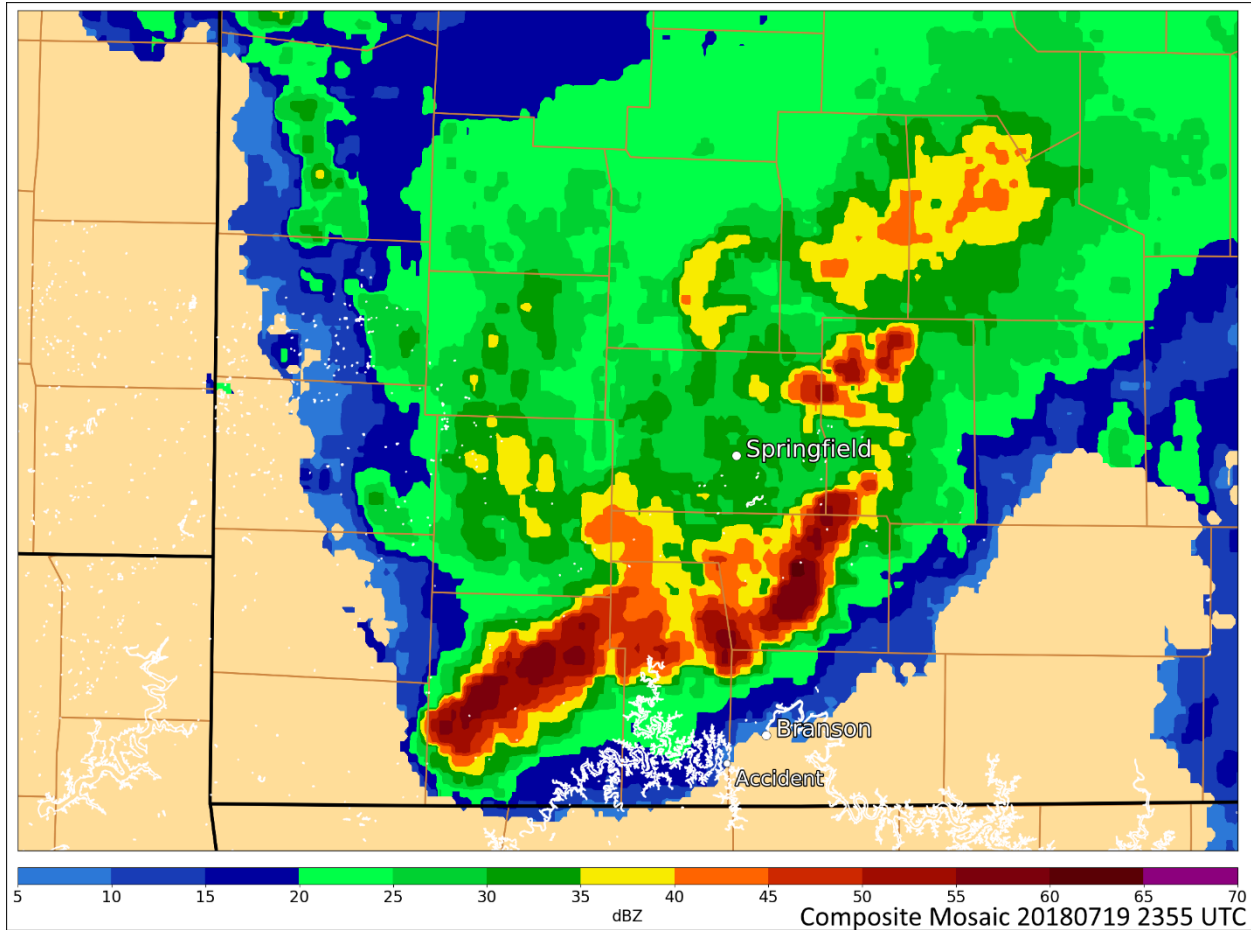 Springfield
Branson
Accident
5 10 15 20 25 30 35 40 45 50 55 60 65 70
dBZ
Composite Mosaic 20180719 2355 UTC